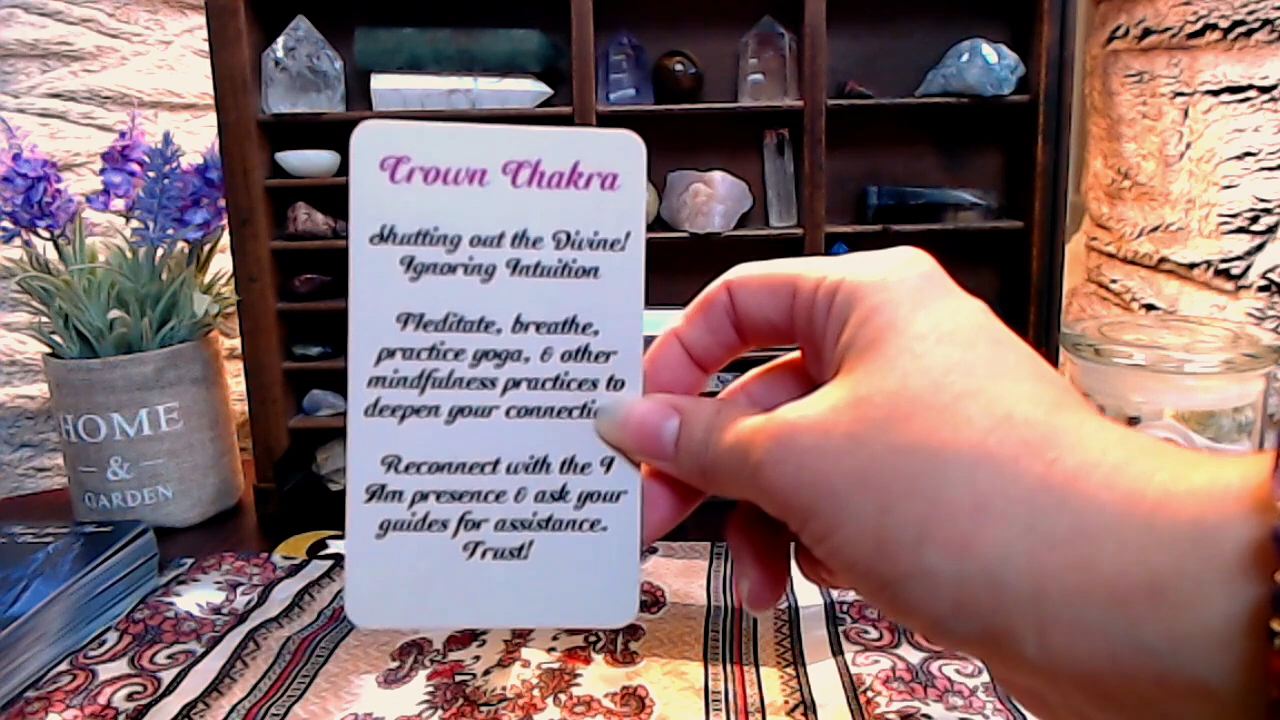 Crown Chakra
Shutting out the Divine!
Ignoring Intuition
Meditate, breathe,
practice yoga, & other
mindfulness practices to
deepen your
Reconnect with the I
Am presence & ask your
guides for assistance.
Trust!
HOME
&
GARDEN